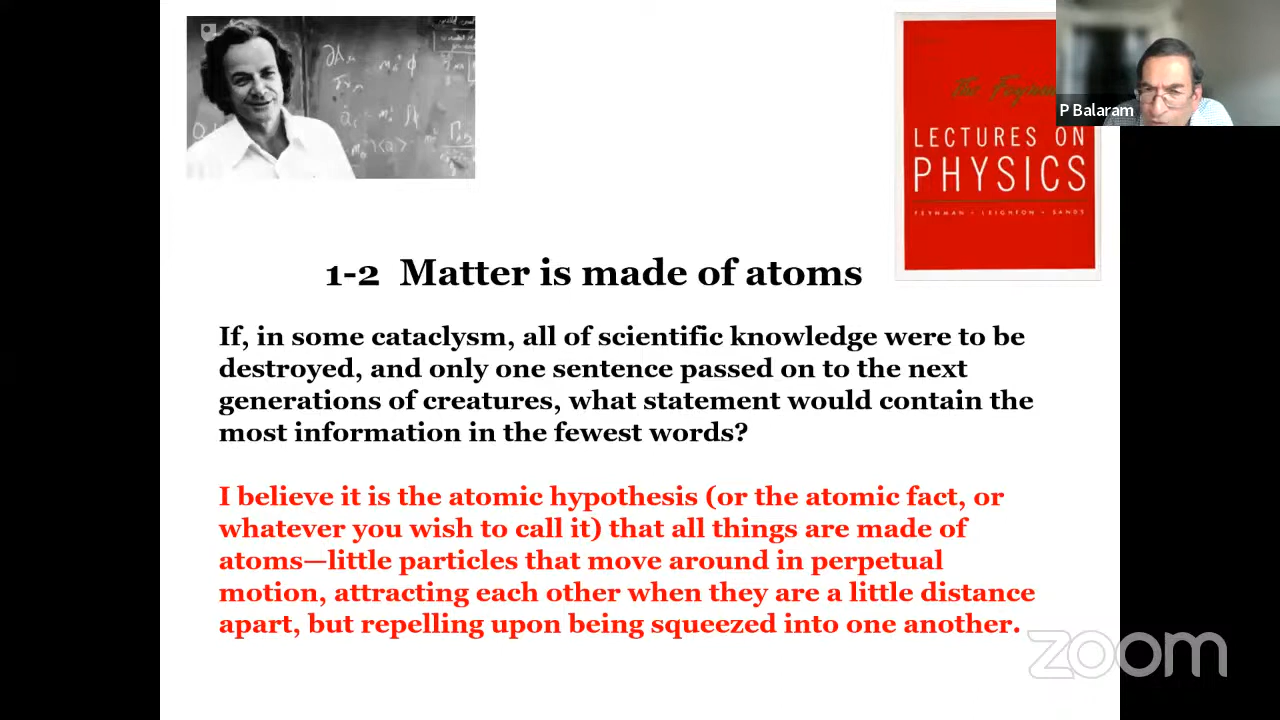 P Balaram
The Feynman
LECTURES ON
PHYSICS
FEYNMAN • LEIGHTON • SANDS
1-2 Matter is made of atoms
If, in some cataclysm, all of scientific knowledge were to be
destroyed, and only one sentence passed on to the next
generations of creatures, what statement would contain the
most information in the fewest words?
I believe it is the atomic hypothesis (or the atomic fact, or
whatever you wish to call it) that all things are made of
atoms—little particles that move around in perpetual
motion, attracting each other when they are a little distance
apart, but repelling upon being squeezed into one another.
zoom